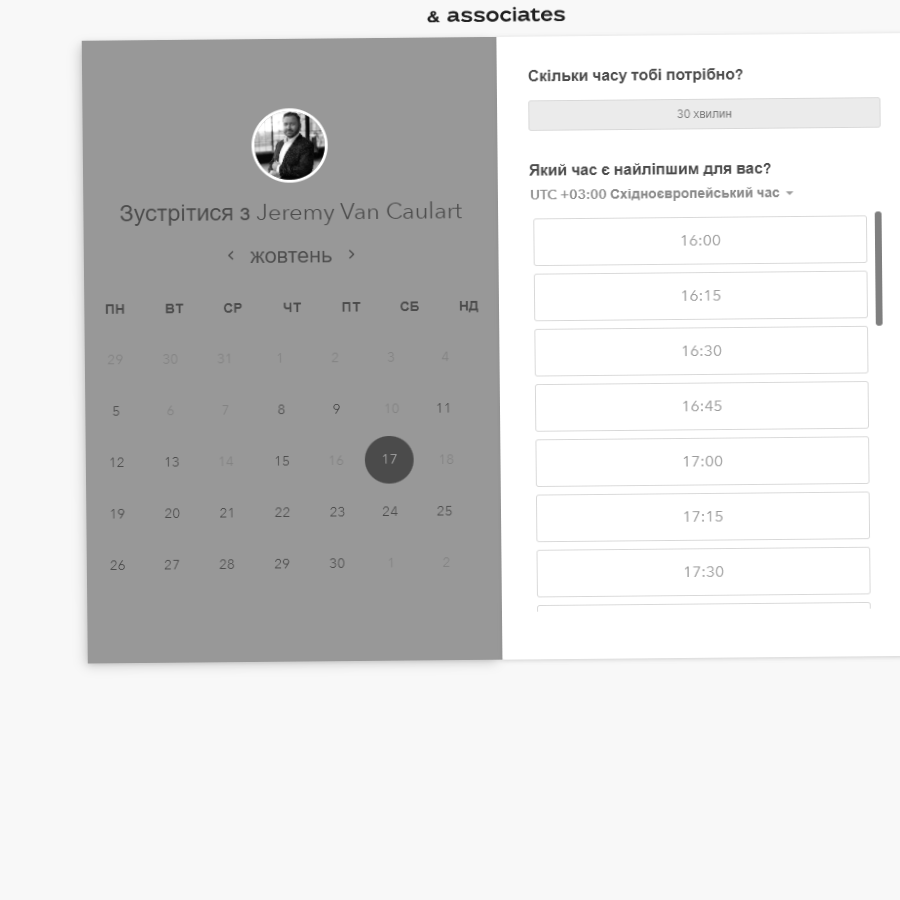 & associates
Зустрітися з Jeremy Van Caulart
жовтень
ПН ВТ СР ЧТ ПТ СБ НД
29 30 31 1 2 3 4
5 6 7 8 9 10 11
12 13 14 15 16 17 18
19 20 21 22 23 24 25
26 27 28 29 30 1 2
Скільки часу тобі потрібно?
30 хвилин
Який час є найліпшим для вас?
UTC +03:00 Східноєвропейський час
16:00
16:15
16:30
16:45
17:00
17:15
17:30